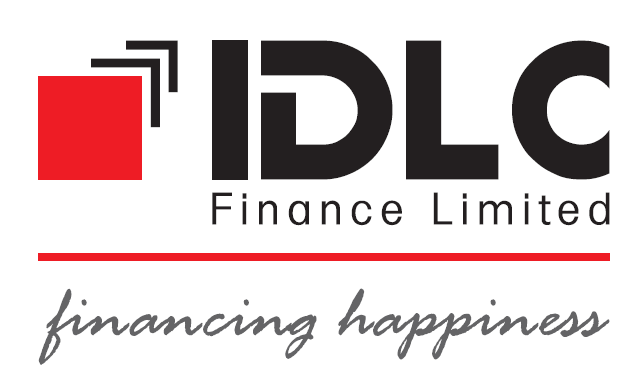 IDLC
Finance Limited
financing happiness